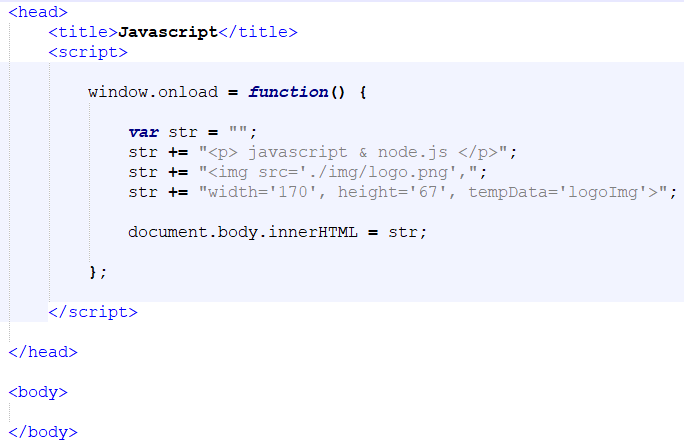 <head>
<title>Javascript</title>
<script>
window.onload = function() {
var str = "";
str += "<p> javascript & node.js </p>";
str += "<img src='./img/logo.png',";
str += "width='170', height='67', tempData='logoImg'>";
document.body.innerHTML = str;
};
</script>
</head>
<body>
</body>